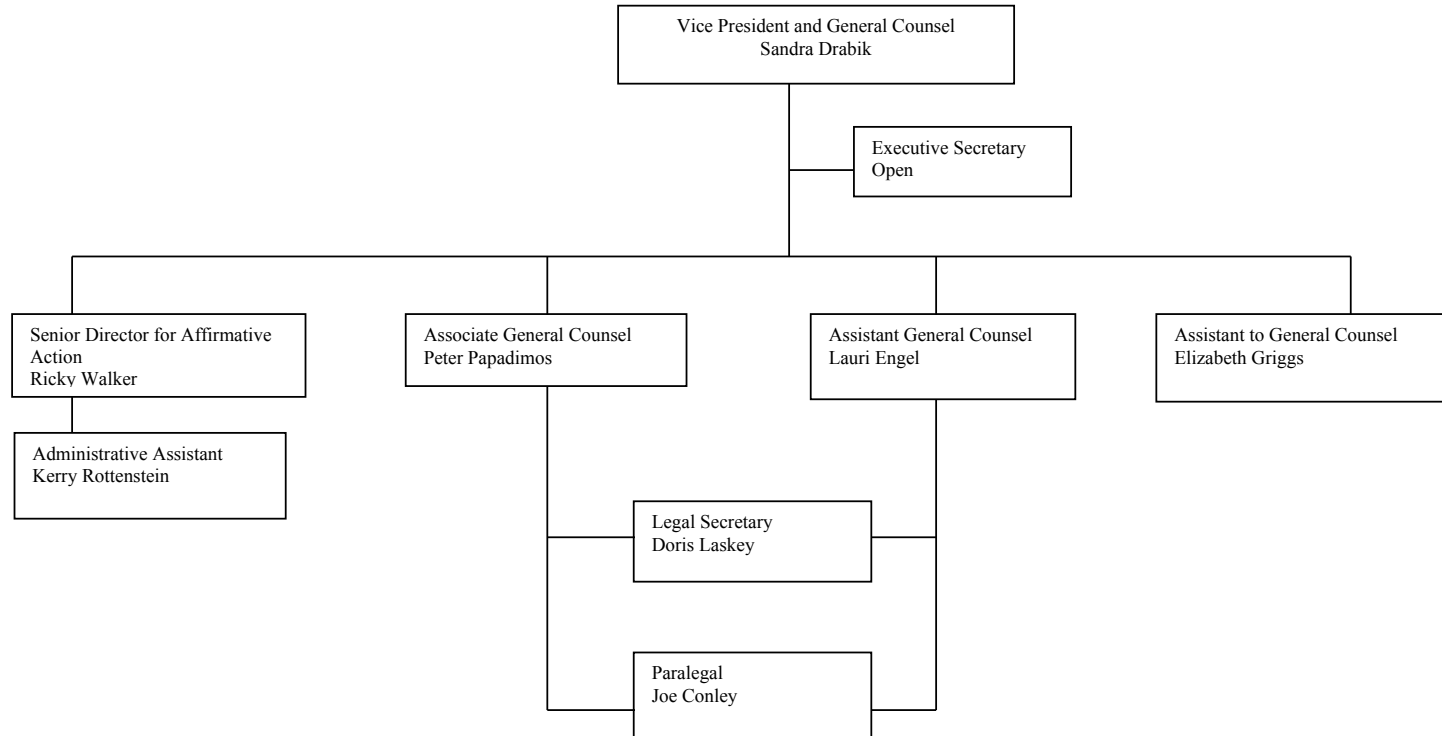 Vice President and General Counsel
Sandra Drabik
Executive Secretary
Open
Senior Director for Affirmative
Action
Ricky Walker
Associate General Counsel
Peter Papadimos
Assistant General Counsel
Lauri Engel
Assistant to General Counsel
Elizabeth Griggs
Administrative Assistant
Kerry Rottenstein
Legal Secretary
Doris Laskey
Paralegal
Joe Conley